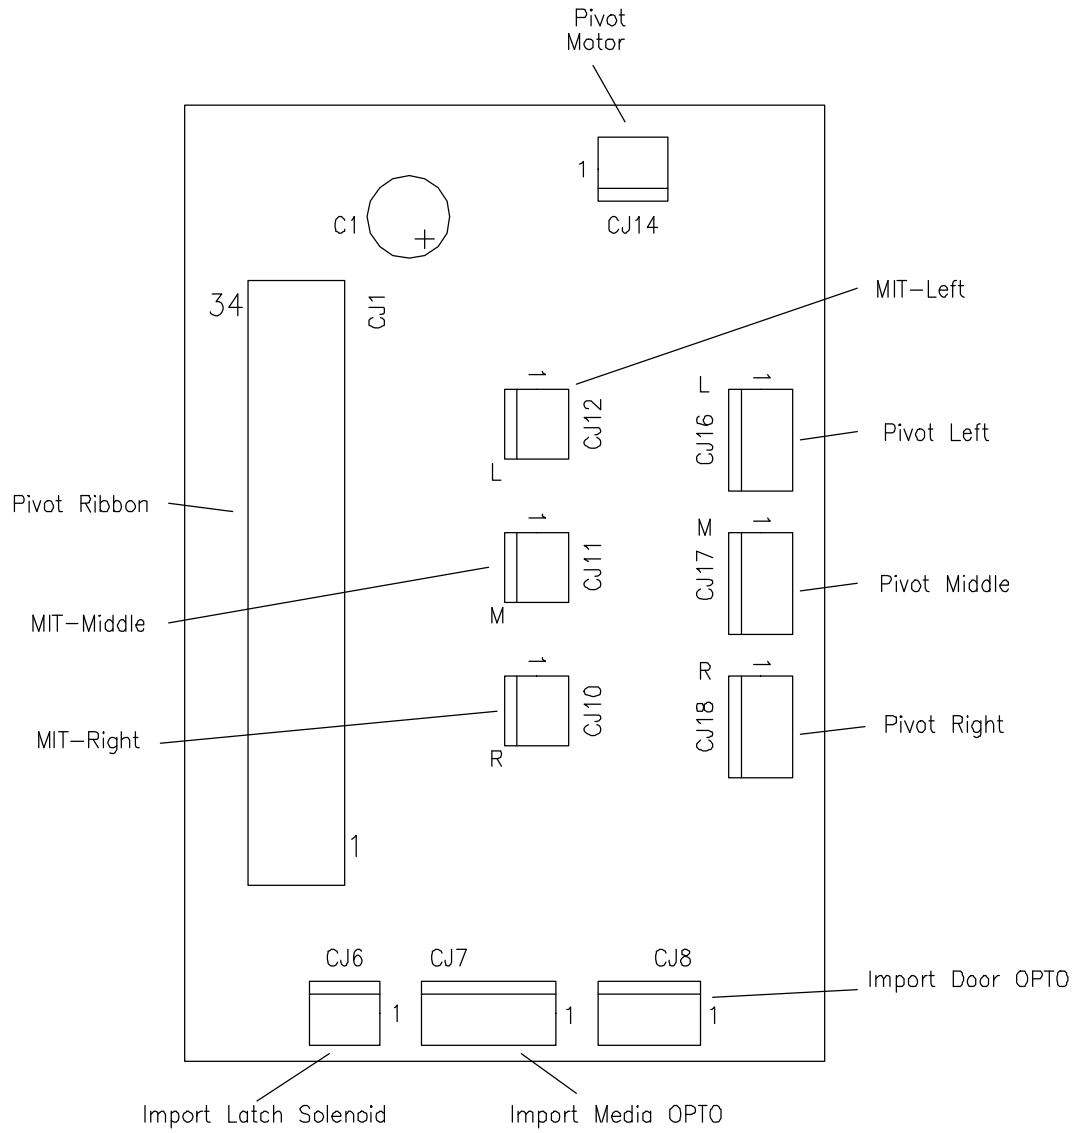 Pivot
Motor
1
CJ14
C1
+
34
CJ1
MIT-Left
1
CJ12
L
L
1
CJ16
Pivot Left
Pivot Ribbon
1
CJ11
M
M
1
CJ17
Pivot Middle
MIT-Middle
1
CJ10
R
R
1
CJ18
Pivot Right
MIT-Right
1
CJ6
CJ7
CJ8
1
1
1
Import Door OPTO
Import Latch Solenoid
Import Media OPTO